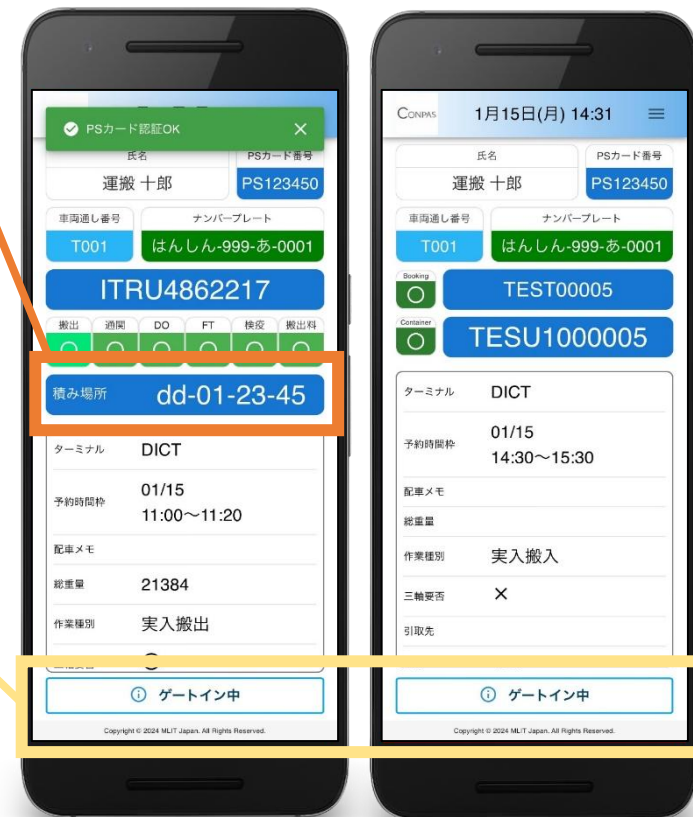 PSカード認証OK
氏名
PSカード番号
運搬 十郎
PS123450
車両通し番号
ナンバープレート
T001
はんしん-999-あ-0001
ITRU4862217
搬出 通関 DO FT 検疫 搬出料
積み場所 dd-01-23-45
ターミナル DICT
予約時間枠 01/15
11:00～11:20
配車メモ
総重量 21384
作業種別 実入搬出
ゲートイン中
Copyright © 2024 MLIT Japan. All Rights Reserved.
CONPAS 1月15日(月) 14:31
氏名
PSカード番号
運搬 十郎
PS123450
車両通し番号
ナンバープレート
T001
はんしん-999-あ-0001
Booking
TEST00005
Container
TESU1000005
ターミナル DICT
予約時間枠 01/15
14:30～15:30
配車メモ
総重量
作業種別 実入搬入
三軸要否 ×
引取先
ゲートイン中
Copyright © 2024 MLIT Japan. All Rights Reserved.